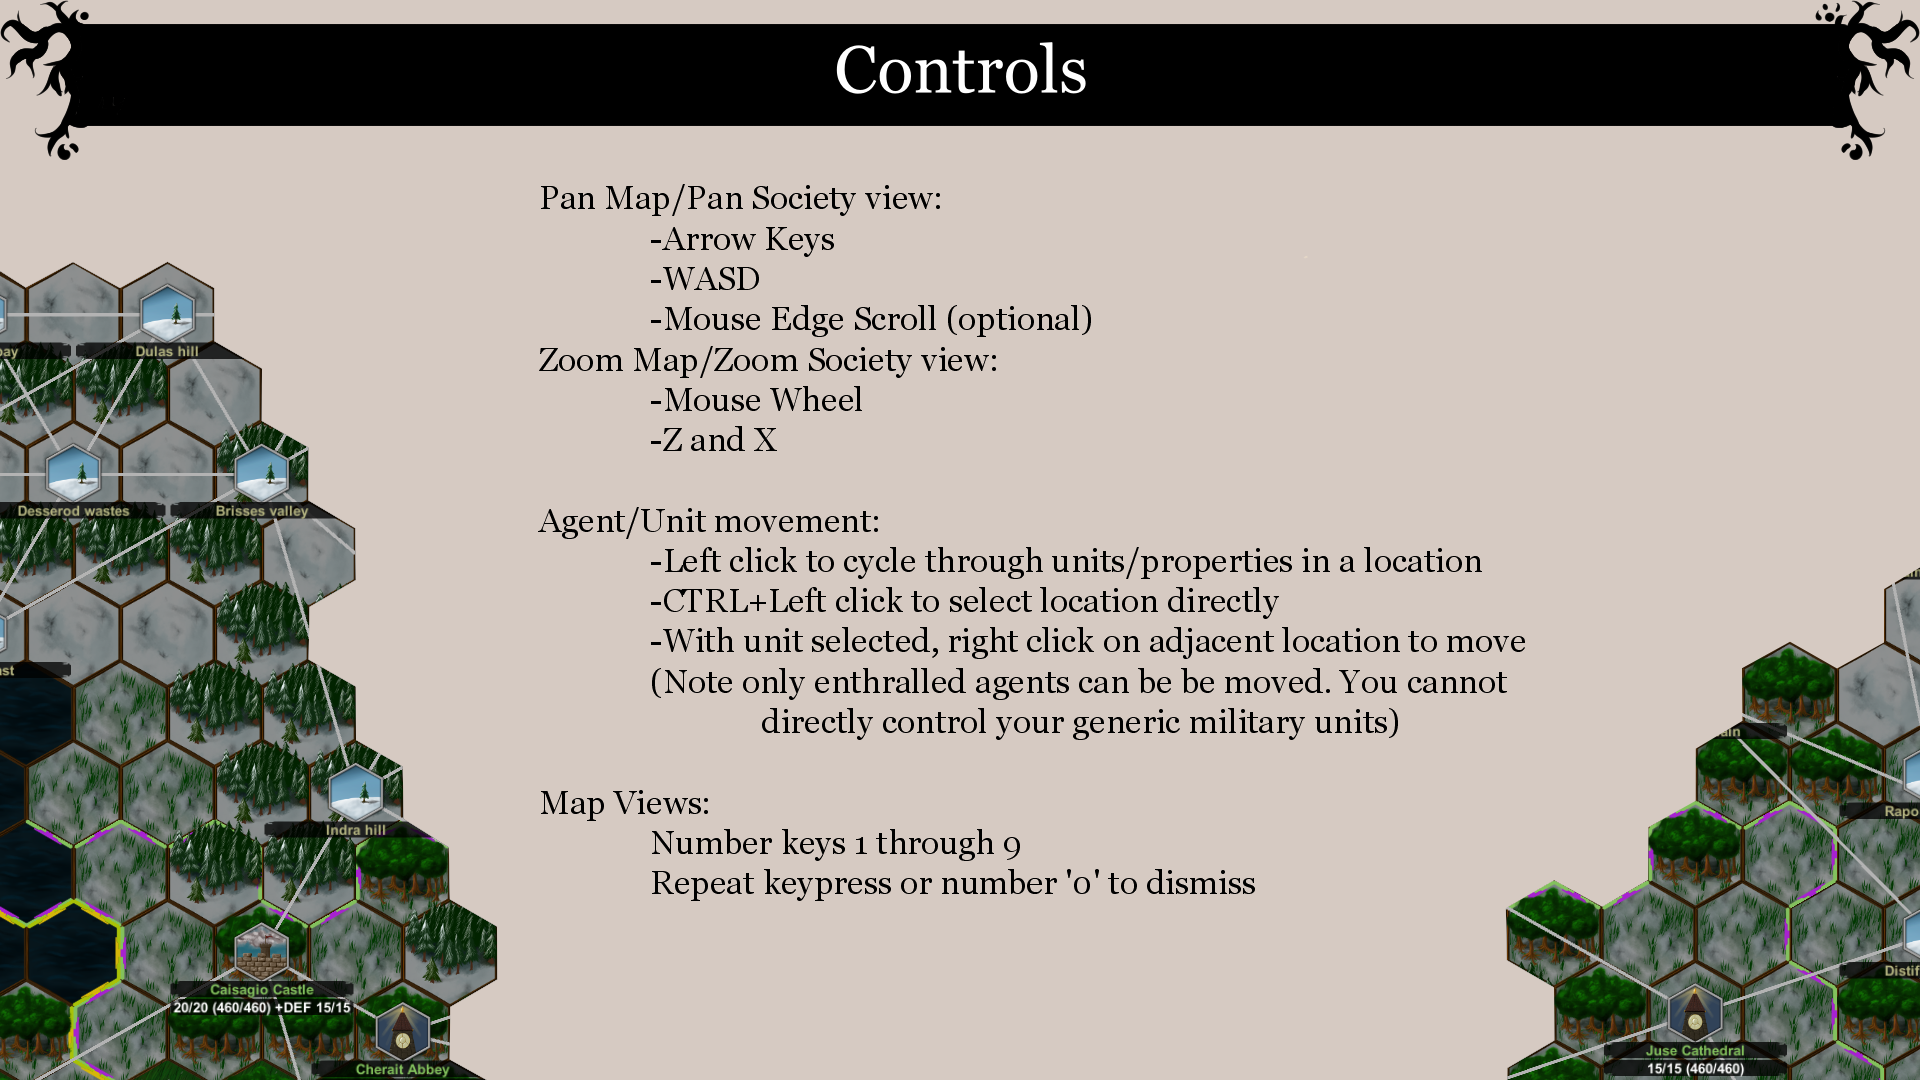 Controls
Pan Map/Pan Society view:
-Arrow Keys
-WASD
-Mouse Edge Scroll (optional)
Zoom Map/Zoom Society view:
-Mouse Wheel
-Z and X
Agent/Unit movement:
-Left click to cycle through units/properties in a location
-CTRL+Left click to select location directly
-With unit selected, right click on adjacent location to move
(Note only enthralled agents can be be moved. You cannot
directly control your generic military units)
Map Views:
Number keys 1 through 9
Repeat keypress or number '0' to dismiss
Dulas hill
Desserod wastes
Brisses valley
Indra hill
Caisagio Castle
20/20 (460/460) +DEF 15/15
Cherait Abbey
Juse Cathedral
15/15 (460/460)